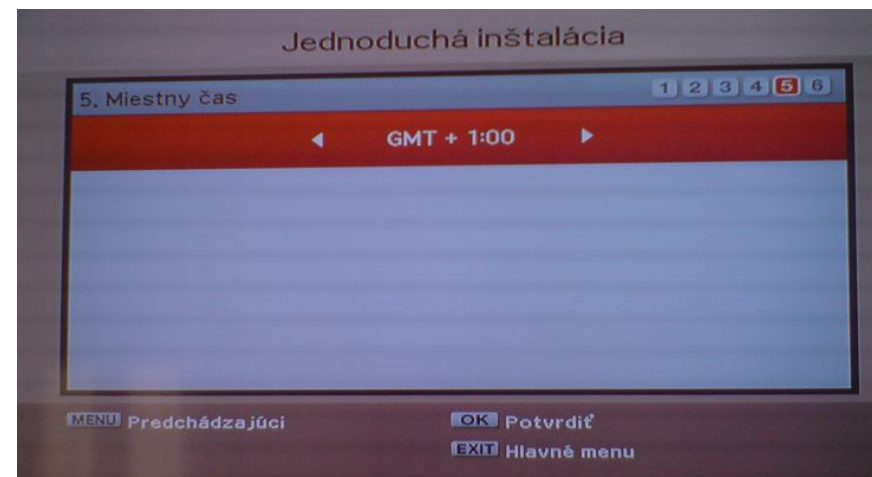 Jednoduchá inštalácia
5. Miestny čas 1 2 3 4 5 6
GMT + 1:00
MENU Predchádzajúci OK Potvrdiť
EXIT Hlavné menu